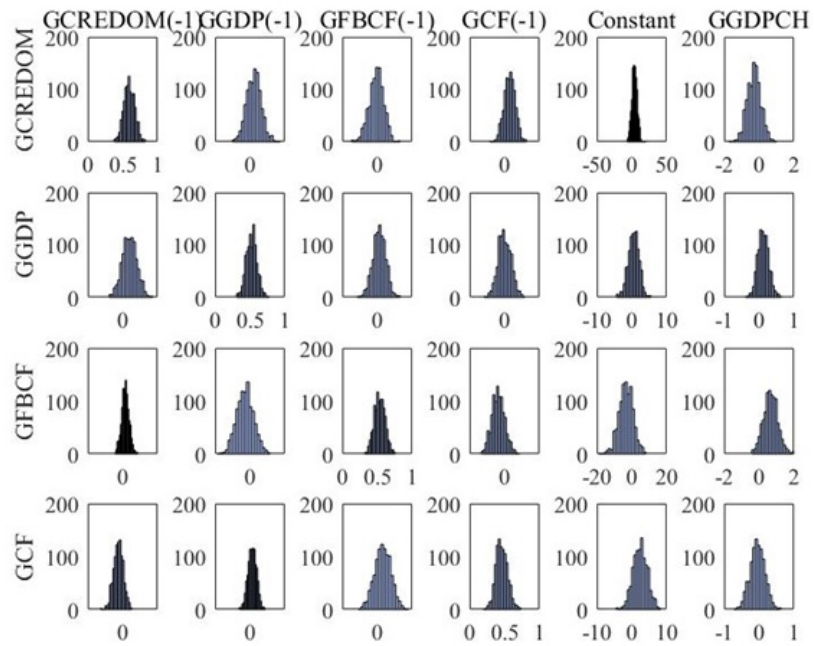 GCREDOM(-1) GGDP(-1) GFBCF(-1) GCF(-1) Constant GGDPCH
GCREDOM
200 200 200 200 200 200
100 100 100 100 100 100
0 0 0 0 0 0
0 0.5 1 0 0 0 -50 0 50 -2 0 2
GGDP
200 200 200 200 200 200
100 100 100 100 100 100
0 0 0 0 0 0
0 0 0.5 1 0 0 -10 0 10 -1 0 1
GFBCF
200 200 200 200 200 200
100 100 100 100 100 100
0 0 0 0 0 0
0 0 0 0.5 1 0 -20 0 20 -2 0 2
GCF
200 200 200 200 200 200
100 100 100 100 100 100
0 0 0 0 0 0
0 0 0 0 0.5 1 -10 0 10 -1 0 1